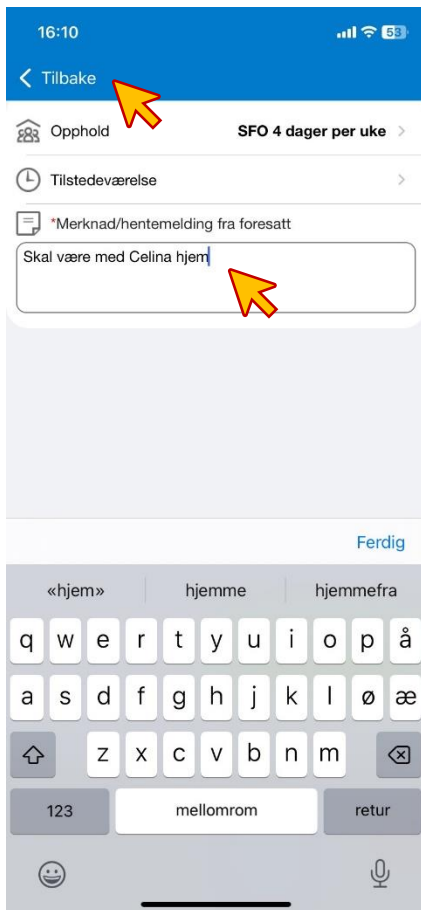 16:10
53
Tilbake
Opphold SFO 4 dager per uke
Tilstedeværelse
*Merknad/hentemelding fra foresatt
Skal være med Celina hjem
Ferdig
«hjem» hjemme hjemmefra
q w e r t y u i o p å
a s d f g h j k l ø æ
z x c v b n m
123 mellomrom retur